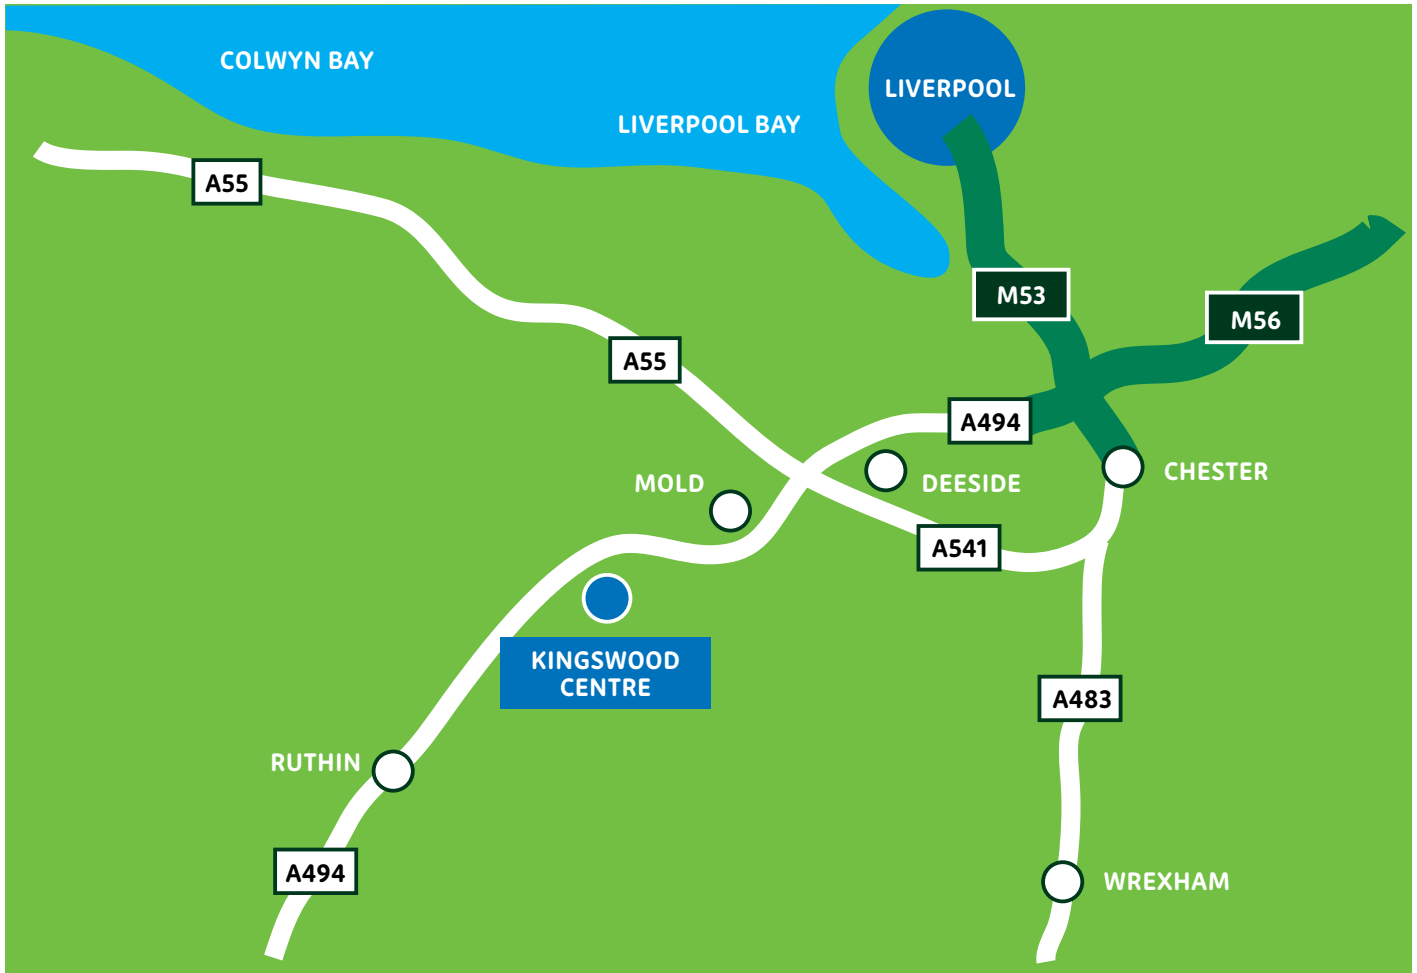 COLWYN BAY
LIVERPOOL
LIVERPOOL BAY
A55
M53
M56
A55
A494
MOLD
DEESIDE
CHESTER
A541
KINGSWOOD
CENTRE
A483
RUTHIN
A494
WREXHAM